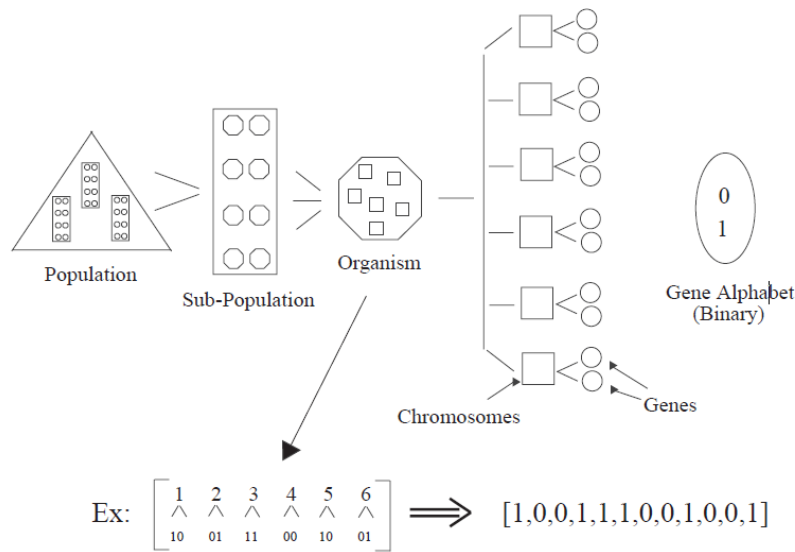 Population
Sub-Population
Organism
0
1
Gene Alphabet
(Binary)
Chromosomes
Genes
Ex:
1 2 3 4 5 6
10 01 11 00 10 01
[1,0,0,1,1,1,0,0,1,0,0,1]